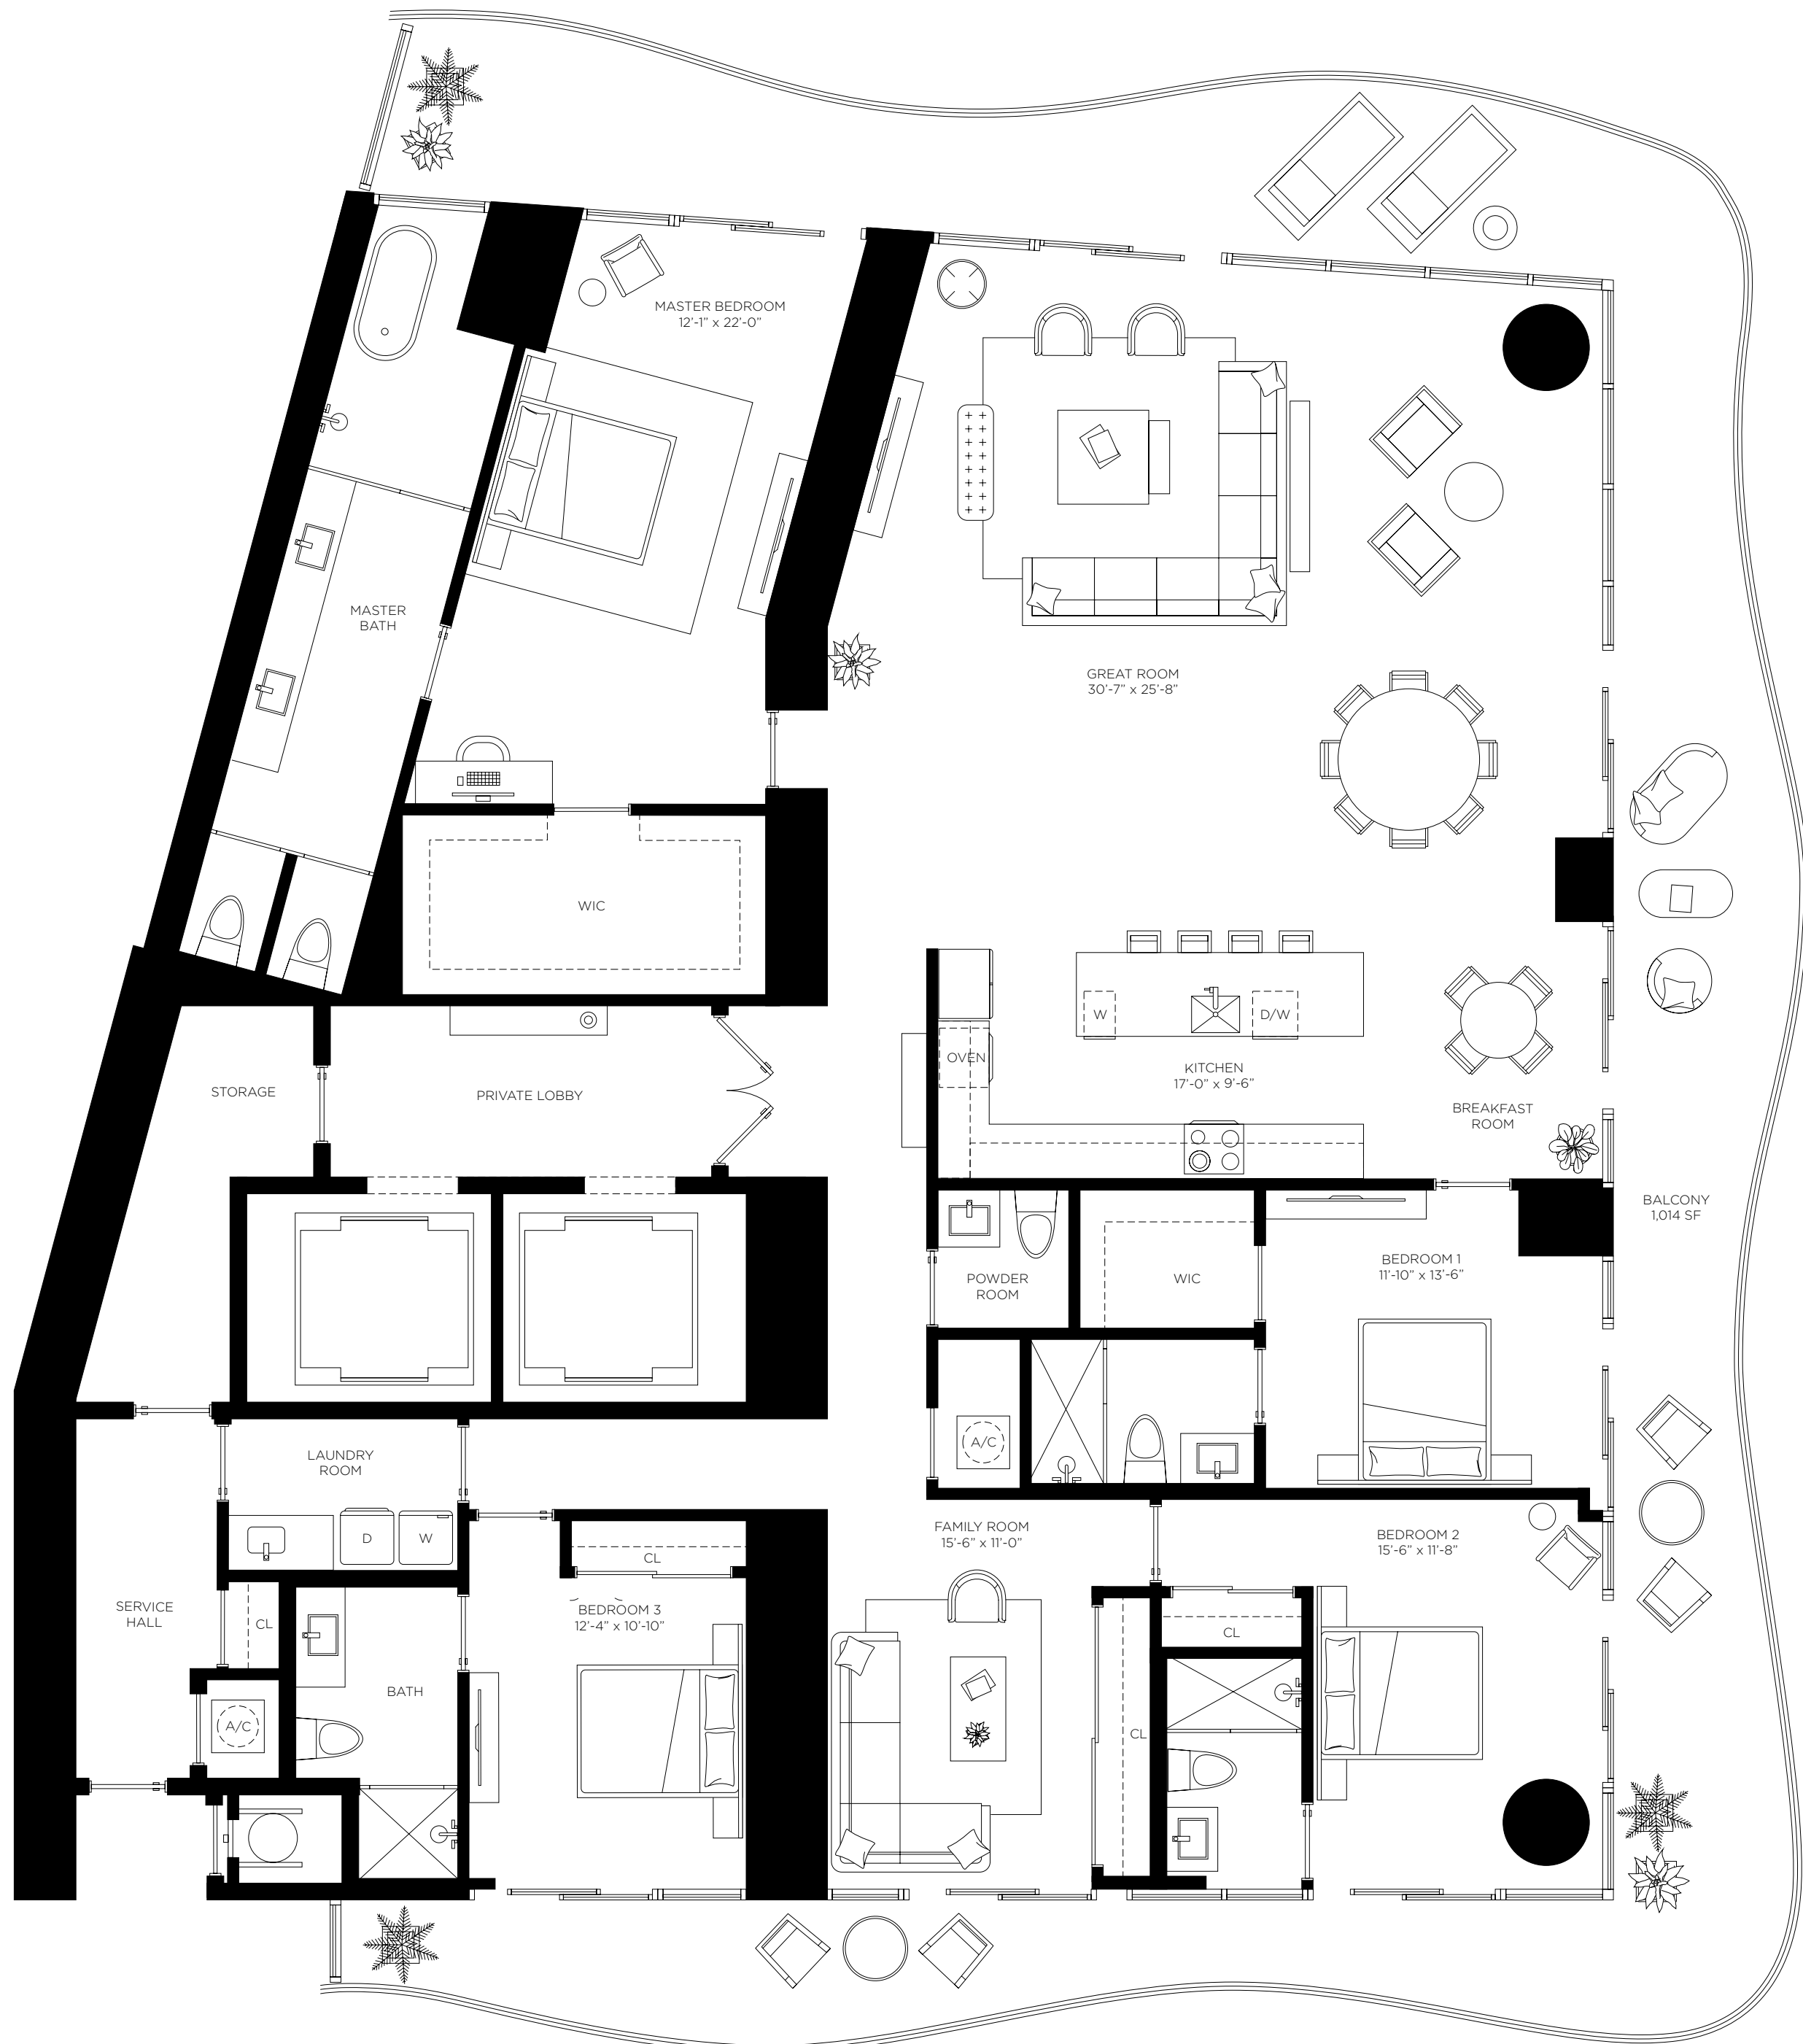 MASTER BEDROOM
12'-1" x 22'-0"
MASTER
BATH
GREAT ROOM
30'-7" x 25'-8"
WIC
W
D/W
OVEN
KITCHEN
17'-0" x 9'-6"
STORAGE
PRIVATE LOBBY
BREAKFAST
ROOM
BALCONY
1,014 SF
POWDER
ROOM
WIC
BEDROOM 1
11'-10" x 13'-6"
A/C
LAUNDRY
ROOM
D
W
FAMILY ROOM
15'-6" x 11'-0"
BEDROOM 2
15'-6" x 11'-8"
CL
SERVICE
HALL
CL
BEDROOM 3
12'-4" x 10'-10"
CL
BATH
A/C
CL